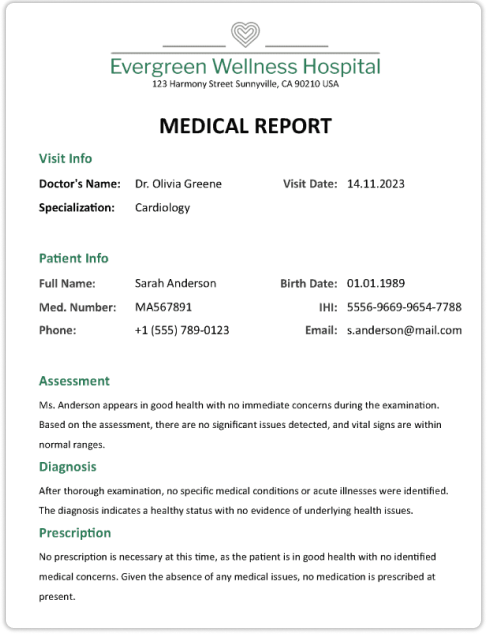 Evergreen Wellness Hospital
123 Harmony Street Sunnyville, CA 90210 USA
MEDICAL REPORT
Visit Info
Doctor's Name: Dr. Olivia Greene Visit Date: 14.11.2023
Specialization: Cardiology
Patient Info
Full Name: Sarah Anderson Birth Date: 01.01.1989
Med. Number: MA567891 IHI: 5556-9669-9654-7788
Phone: +1 (555) 789-0123 Email: s.anderson@mail.com
Assessment
Ms. Anderson appears in good health with no immediate concerns during the examination.
Based on the assessment, there are no significant issues detected, and vital signs are within
normal ranges.
Diagnosis
After thorough examination, no specific medical conditions or acute illnesses were identified.
The diagnosis indicates a healthy status with no evidence of underlying health issues.
Prescription
No prescription is necessary at this time, as the patient is in good health with no identified
medical concerns. Given the absence of any medical issues, no medication is prescribed at
present.